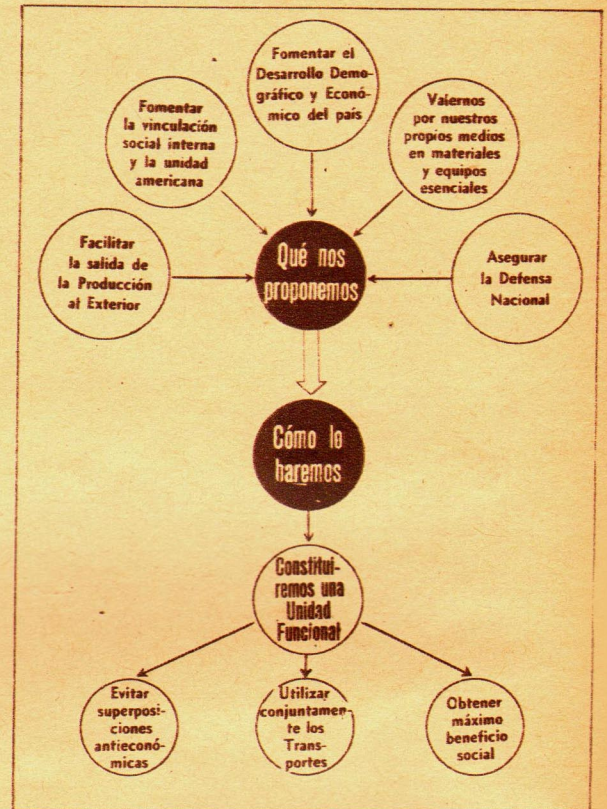 Fomentar el
Desarrollo Demo-
gráfico y Econó-
mico del país
Fomentar
la vinculación
social interna
y la unidad
americana
Valernos
por nuestros
propios medios
en materiales
y equipos
esenciales
Facilitar
la salida de
la Producción
al Exterior
Qué nos
proponemos
Asegurar
la Defensa
Nacional
Cómo lo
haremos
Constitui-
remos una
Unidad
Funcional
Evitar
superposi-
ciones
antieconó-
micas
Utilizar
conjuntamen-
te los
Trans-
portes
Obtener
máximo
beneficio
social